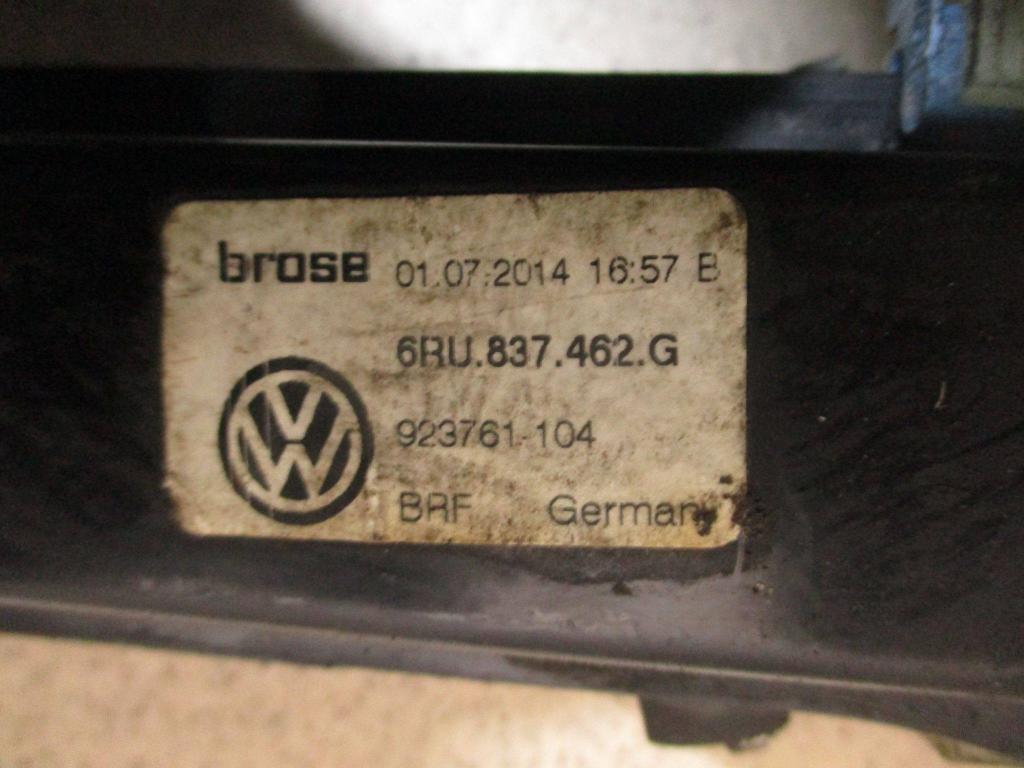 brose 01.07.2014 16:57 B
6RU.837.462.G
923761-104
BRF Germany